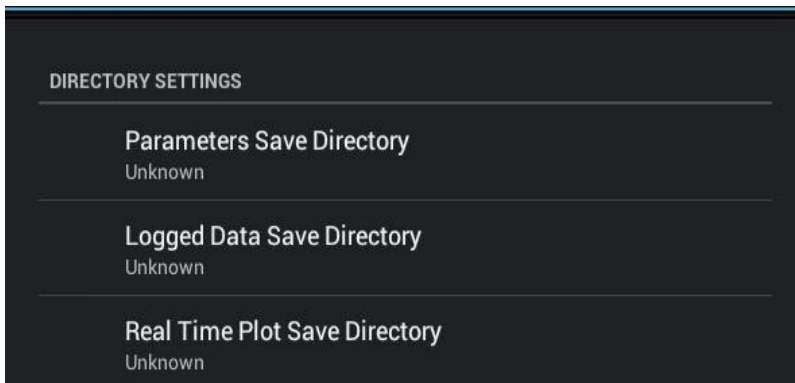 DIRECTORY SETTINGS
Parameters Save Directory
Unknown
Logged Data Save Directory
Unknown
Real Time Plot Save Directory
Unknown